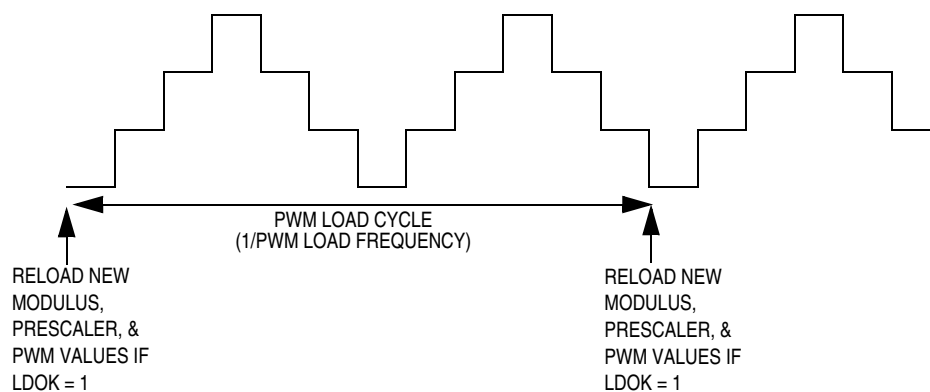 PWM LOAD CYCLE
(1/PWM LOAD FREQUENCY)
RELOAD NEW
MODULUS,
PRESCALER, &
PWM VALUES IF
LDOK = 1
RELOAD NEW
MODULUS,
PRESCALER, &
PWM VALUES IF
LDOK = 1